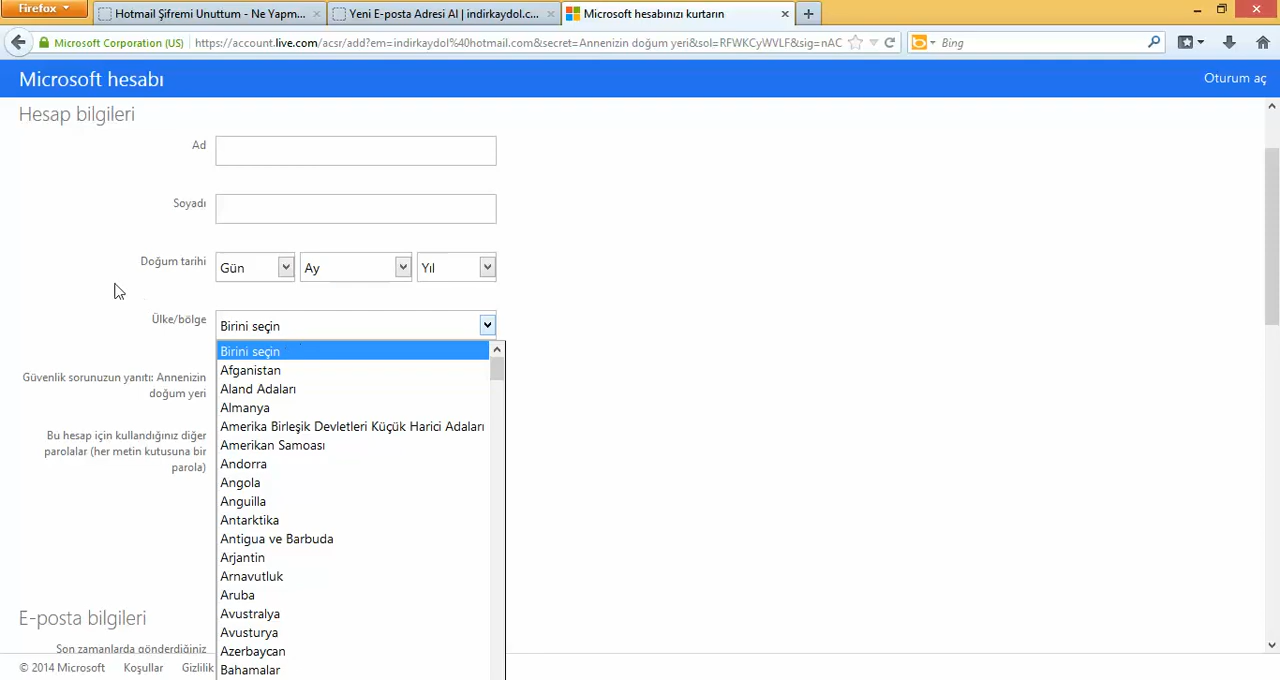 Firefox
Hotmail Şifremi Unuttum - Ne Yapm...
Yeni E-posta Adresi Al | indirkaydol.c...
Microsoft hesabınızı kurtarın
Microsoft Corporation (US)
https://account.live.com/acsr/add?em=indirkaydol%40hotmail.com&secret=Annenizin doğum yeri&sol=RFWKCyWVLF&sig=nAC
Bing
Microsoft hesabı
Oturum aç
Hesap bilgileri
Ad
Soyadı
Doğum tarihi
Gün
Ay
Yıl
Ülke/bölge
Birini seçin
Birini seçin
Afganistan
Aland Adaları
Almanya
Amerika Birleşik Devletleri Küçük Harici Adaları
Amerikan Samoası
Andorra
Angola
Anguilla
Antarktika
Antigua ve Barbuda
Arjantin
Arnavutluk
Aruba
Avustralya
Avusturya
Azerbaycan
Bahamalar
Güvenlik sorunuzun yanıtı: Annenizin
doğum yeri
Bu hesap için kullandığınız diğer
parolalar (her metin kutusuna bir
parola)
E-posta bilgileri
Son zamanlarda gönderdiğiniz
© 2014 Microsoft
Koşullar
Gizlilik